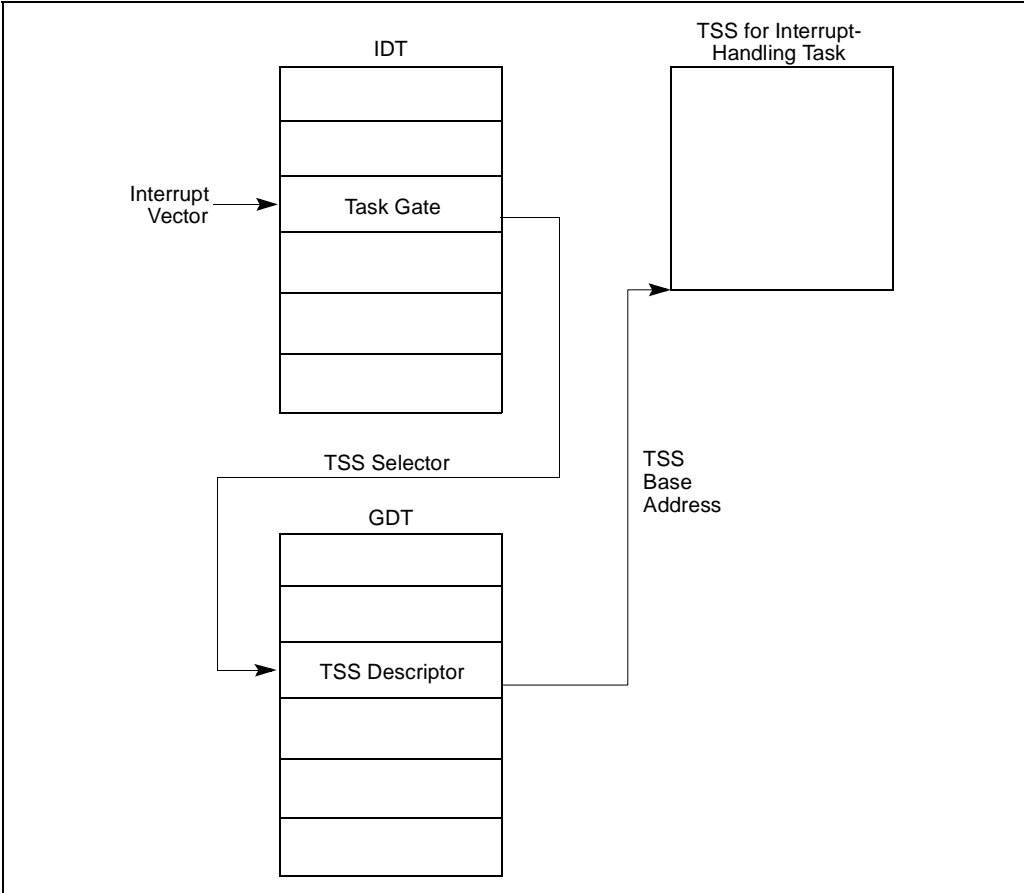 TSS for Interrupt-
Handling Task
IDT
Interrupt
Vector
Task Gate
TSS Selector
TSS
Base
Address
GDT
TSS Descriptor